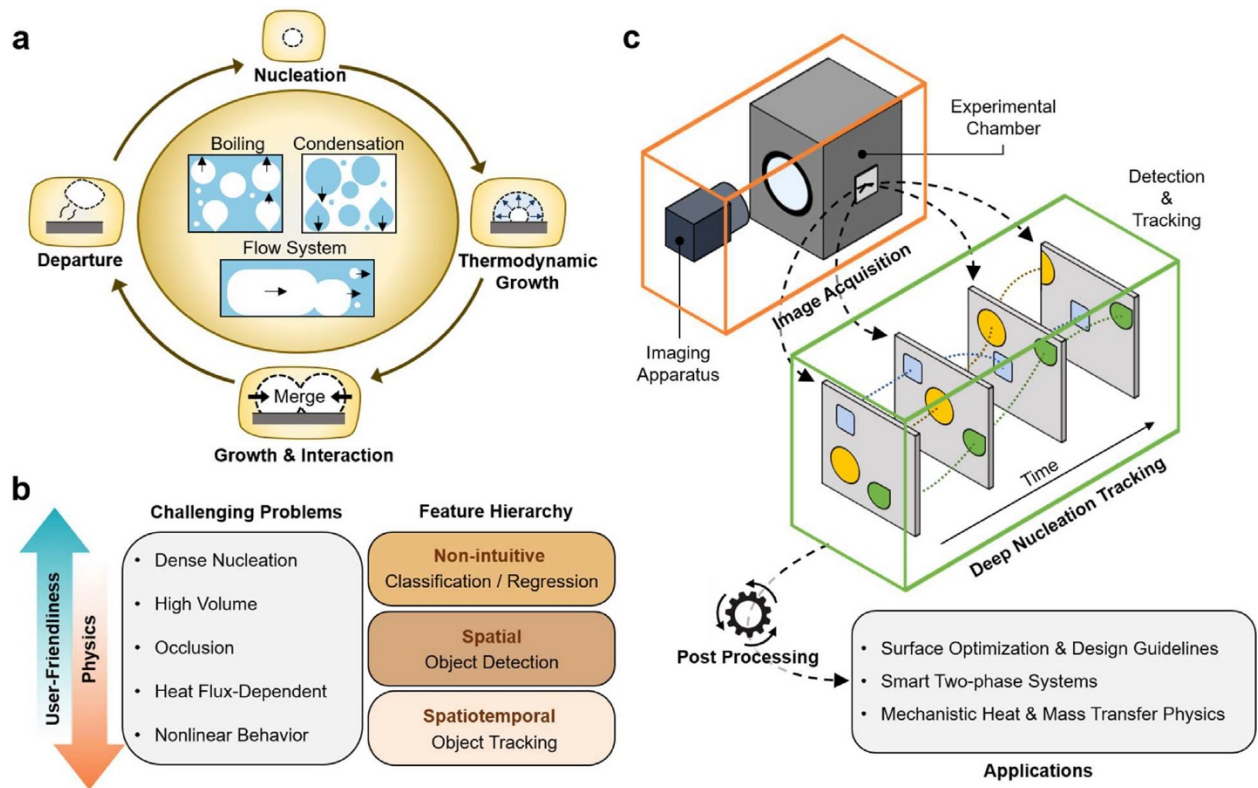 a
Nucleation
Boiling
Condensation
Flow System
Departure
Thermodynamic
Growth
Merge
Growth & Interaction
b
User-Friendliness
Physics
Challenging Problems
• Dense Nucleation
• High Volume
• Occlusion
• Heat Flux-Dependent
• Nonlinear Behavior
Feature Hierarchy
Non-intuitive
Classification / Regression
Spatial
Object Detection
Spatiotemporal
Object Tracking
c
Experimental
Chamber
Detection
&
Tracking
Image Acquisition
Imaging
Apparatus
Time
Deep Nucleation Tracking
Post Processing
• Surface Optimization & Design Guidelines
• Smart Two-phase Systems
• Mechanistic Heat & Mass Transfer Physics
Applications